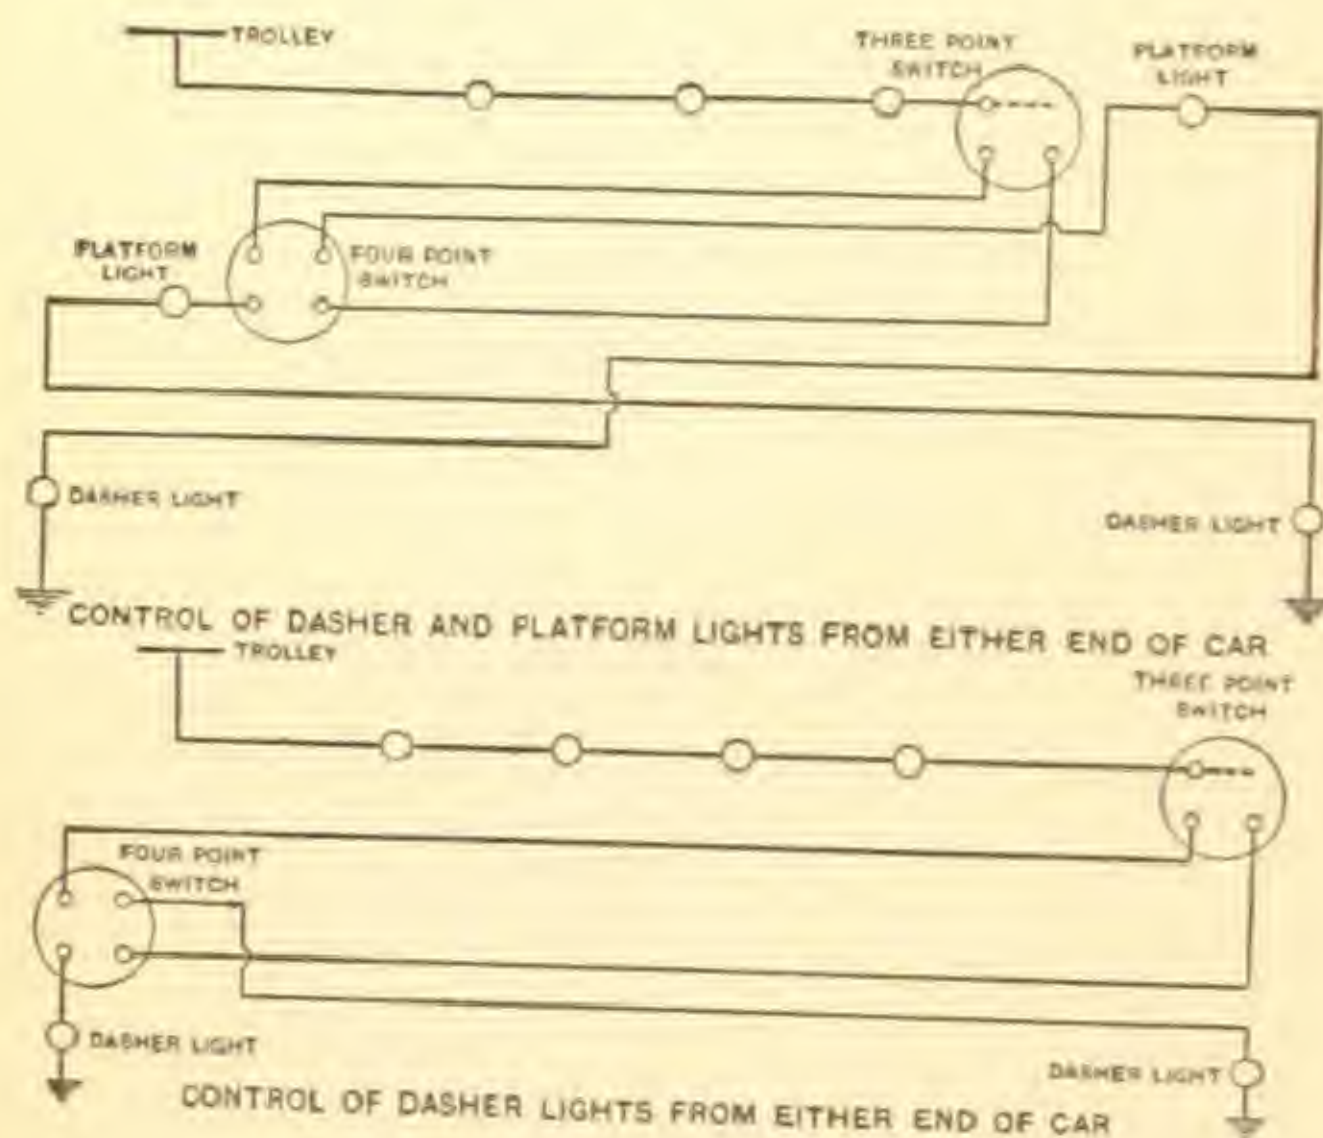 TROLLEY
THREE POINT
SWITCH
PLATFORM
LIGHT
PLATFORM
LIGHT
FOUR POINT
SWITCH
DASHER LIGHT
DASHER LIGHT
CONTROL OF DASHER AND PLATFORM LIGHTS FROM EITHER END OF CAR
TROLLEY
THREE POINT
SWITCH
FOUR POINT
SWITCH
DASHER LIGHT
DASHER LIGHT
CONTROL OF DASHER LIGHTS FROM EITHER END OF CAR